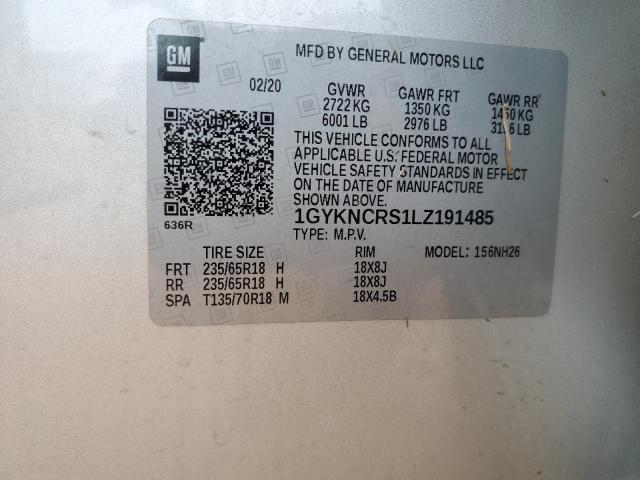 GM
MFD BY GENERAL MOTORS LLC
02/20 GVWR GAWR FRT GAWR RR
2722 KG 1350 KG 1450 KG
6001 LB 2976 LB LB
THIS VEHICLE CONFORMS TO ALL
APPLICABLE U.S. FEDERAL MOTOR
VEHICLE SAFETY STANDARDS IN EFFECT
ON THE DATE OF MANUFACTURE
SHOWN ABOVE.
1GYKNCRS1LZ191485
636R
TYPE: M.P.V.
TIRE SIZE RIM MODEL: 156NH26
FRT 235/65R18 H 18X8J
RR 235/65R18 H 18X8J
SPA T135/70R18 M 18X4.5B